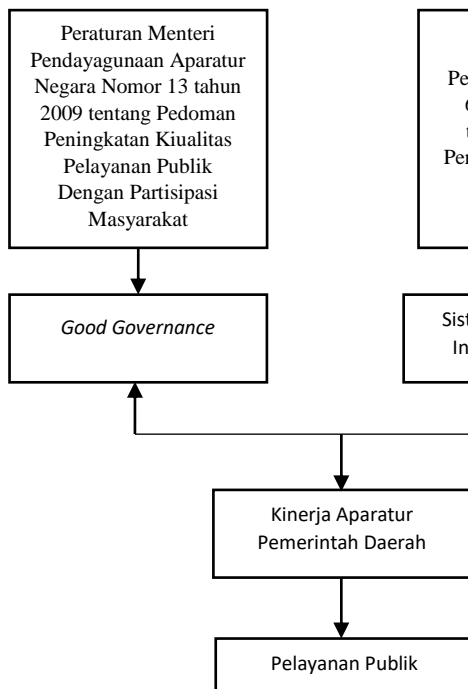 Peraturan Menteri
Pendayagunaan Aparatur
Negara Nomor 13 tahun
2009 tentang Pedoman
Peningkatan Kiualitas
Pelayanan Publik
Dengan Partisipasi
Masyarakat
Good Governance
Kinerja Aparatur
Pemerintah Daerah
Pelayanan Publik